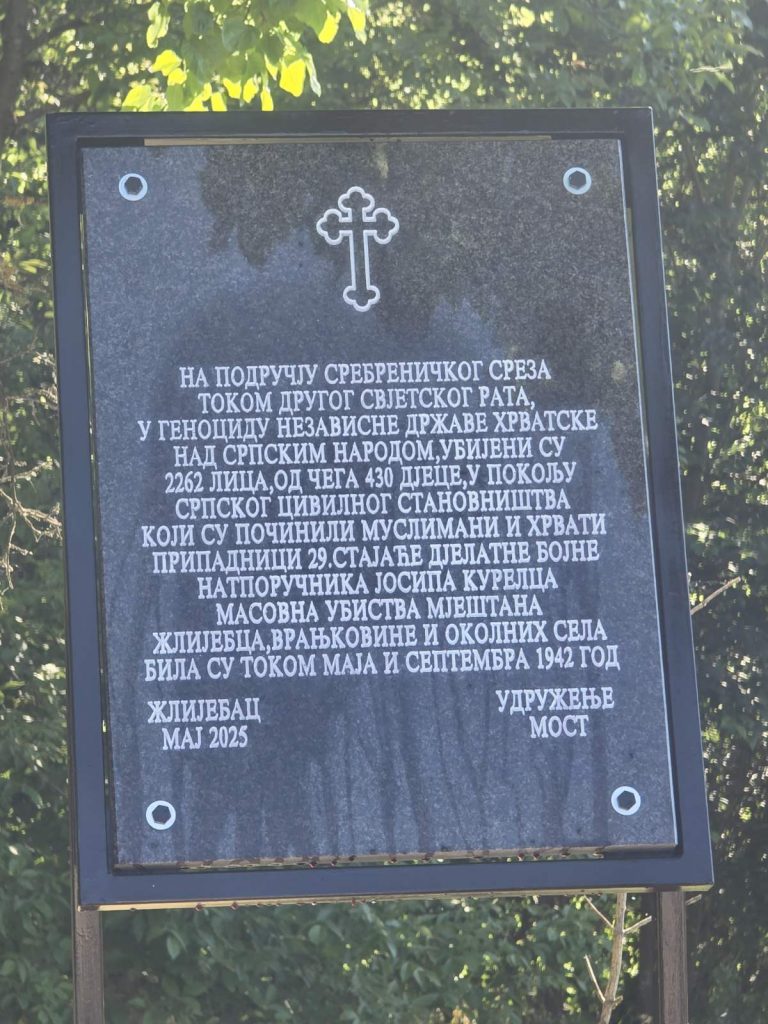 НА ПОДРУЧЈУ СРЕБРЕНИЧКОГ СРЕЗА
ТОКОМ ДРУГОГ СВЈЕТСКОГ РАТА,
У ГЕНОЦИДУ НЕЗАВИСНЕ ДРЖАВЕ ХРВАТСКЕ
НАД СРПСКИМ НАРОДОМ,УБИЈЕНИ СУ
2262 ЛИЦА,ОД ЧЕГА 430 ДЈЕЦЕ,У ПОКОЉУ
СРПСКОГ ЦИВИЛНОГ СТАНОВНИШТВА
КОЈИ СУ ПОЧИНИЛИ МУСЛИМАНИ И ХРВАТИ
ПРИПАДНИЦИ 29.СТАЈАЋЕ ДЈЕЛАТНЕ БОЈНЕ
НАТПОРУЧНИКА ЈОСИПА КУРЕЛЦА
МАСОВНА УБИСТВА МЈЕШТАНА
ЖЛИЈЕБЦА,ВРАЊКОВИНЕ И ОКОЛНИХ СЕЛА
БИЛА СУ ТОКОМ МАЈА И СЕПТЕМБРА 1942 ГОД
ЖЛИЈЕБАЦ УДРУЖЕЊЕ
МАЈ 2025 МОСТ